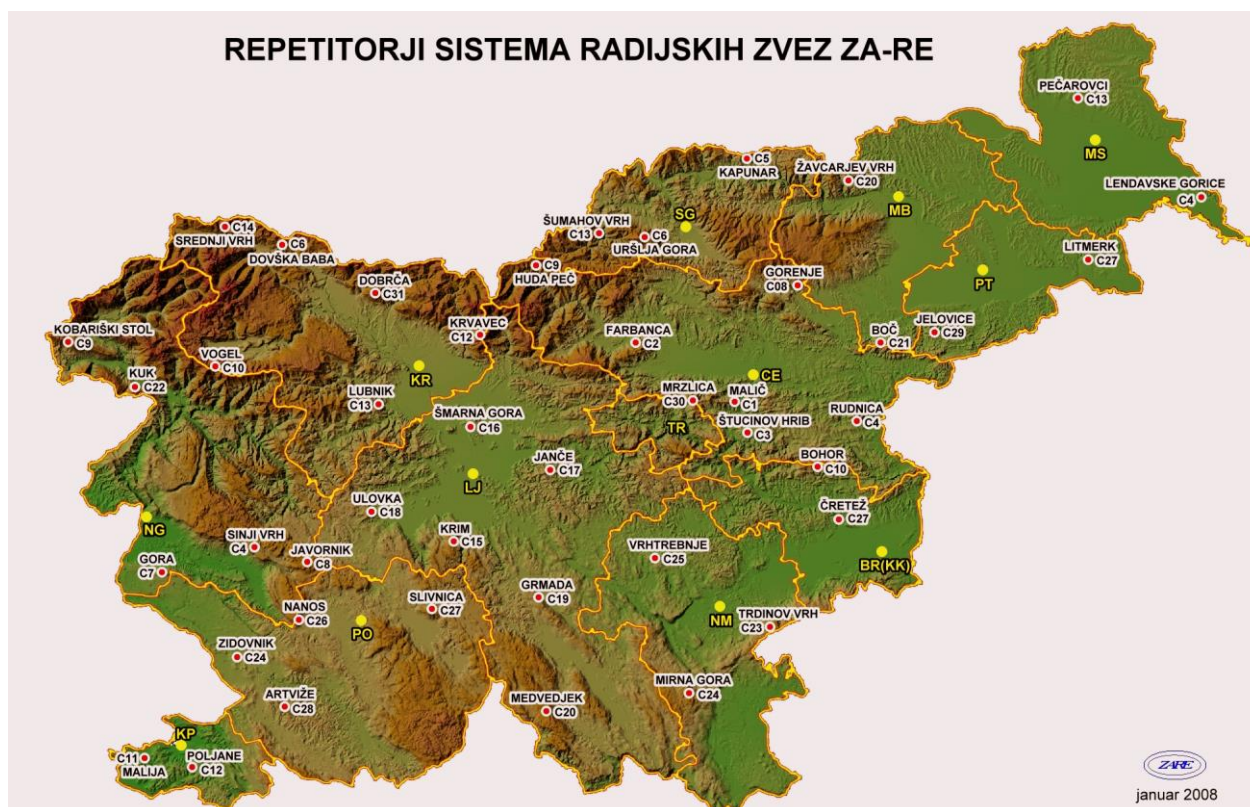 REPETITORJI SISTEMA RADIJSKIH ZVEZ ZA-RE
PEČAROVCI
C13
MS
LENDAVSKE GORICE
C4
C5
KAPUNAR
ŽAVCARJEV VRH
C20
MB
SG
ŠUMAHOV VRH
C13
C6
URŠLJA GORA
C14
SREDNJI VRH
C6
DOVŠKA BABA
C9
HUDA PEČ
LITMERK
C27
PT
GORENJE
C08
DOBRČA
C31
KOBARIŠKI STOL
C9
KRVAVEC
C12
FARBANCA
C2
BOČ
C21
JELOVICE
C29
VOGEL
C10
KUK
C22
KR
CE
LUBNIK
C13
MRZLICA
C30
MALIČ
C1
ŠMARNA GORA
C16
TR
ŠTUCINOV HRIB
C3
RUDNICA
C4
JANČE
C17
BOHOR
C10
LJ
ULOVKA
C18
ČRETEŽ
C27
NG
SINJI VRH
C4
KRIM
C15
JAVORNIK
C8
VRHTREBNJE
C25
BR(KK)
GORA
C7
GRMADA
C19
SLIVNICA
C27
NANOS
C26
PO
NM
TRDINOV VRH
C23
ZIDOVNIK
C24
ARTVIŽE
C28
MEDVEDJEK
C20
MIRNA GORA
C24
KP
C11
MALIJA
POLJANE
C12
ZARE
januar 2008